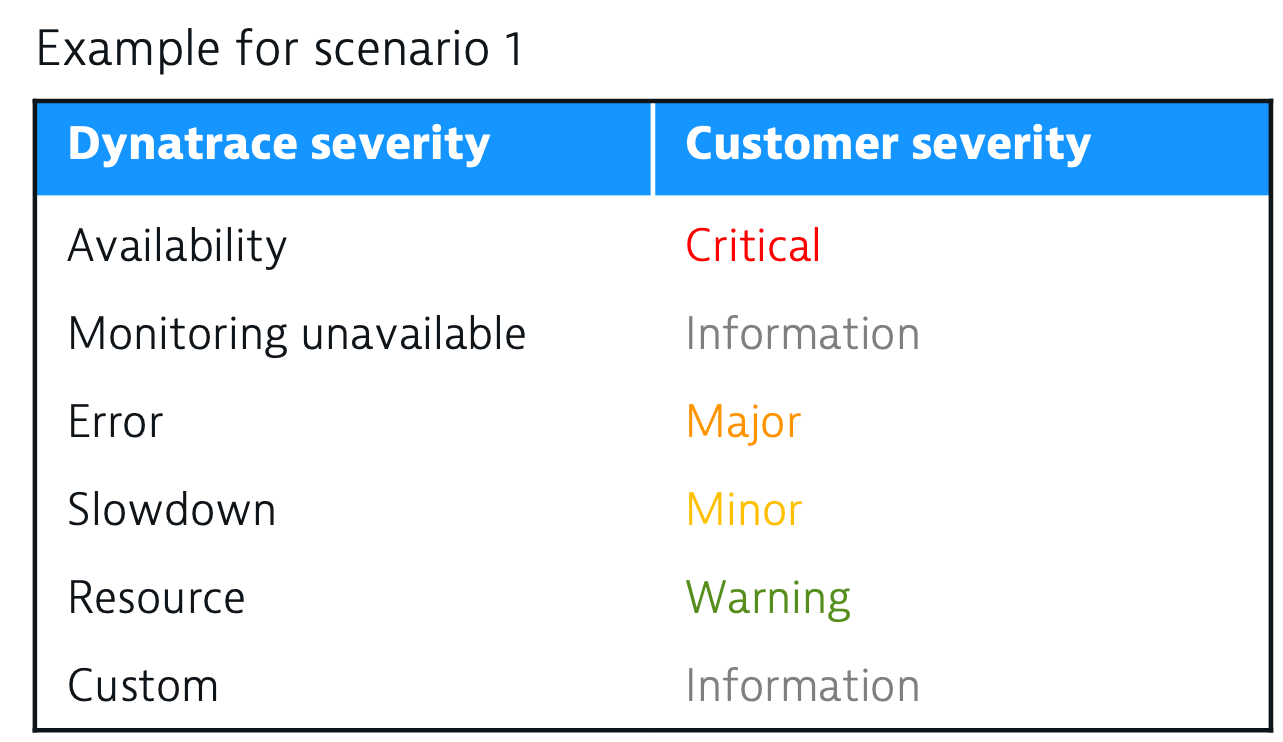 Example for scenario 1
Dynatrace severity Customer severity
Availability Critical
Monitoring unavailable Information
Error Major
Slowdown Minor
Resource Warning
Custom Information